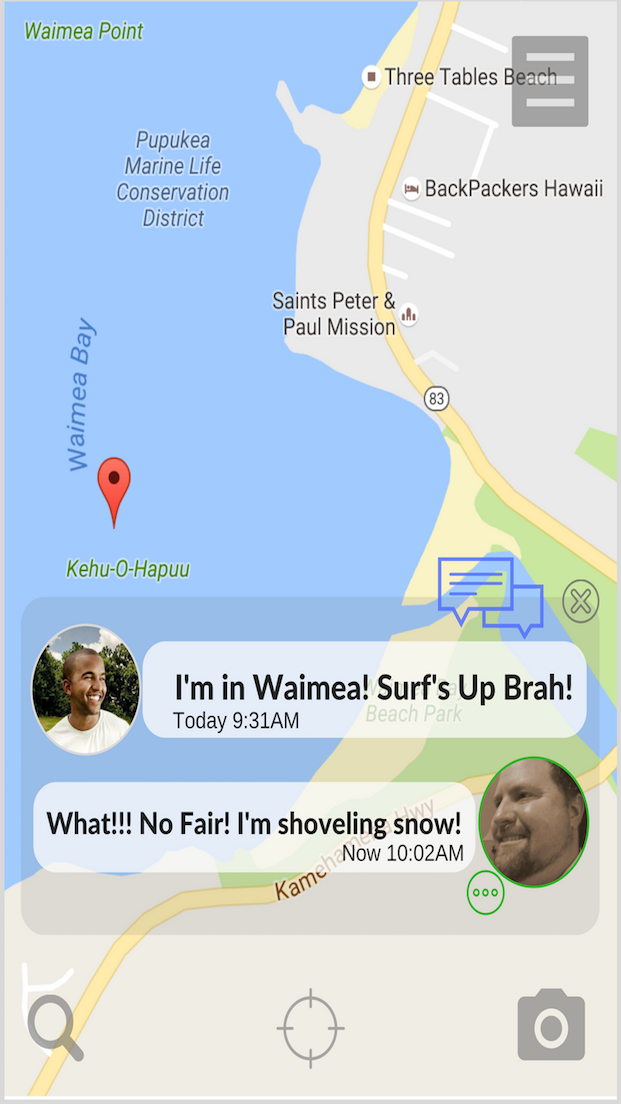 Waimea Point
Three Tables Beach
Pupukea
Marine Life
Conservation
District
BackPackers Hawaii
Saints Peter &
Paul Mission
Waimea Bay
83
Kehu-O-Hapuu
I'm in Waimea! Surf's Up Brah!
Today 9:31AM
Beach Park
What!!! No Fair! I'm shoveling snow!
Now 10:02AM
Kamehameha Hwy